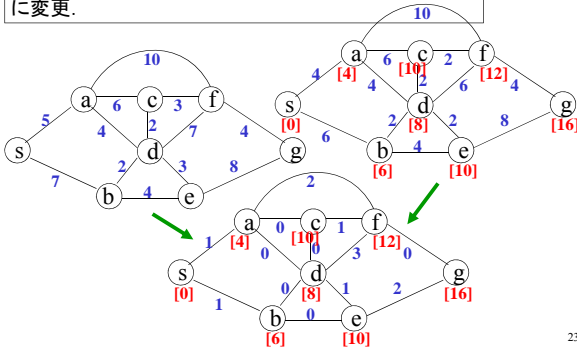 に変更.
10
a 6 c 3 f
5 4 2 7 4
s d g
7 2 3 8
b 4 e
10
a 6 c 2 f
[4] [10] [12]
4 4 2 6 4
s d g
[0] [8] [16]
6 2 2 8
b 4 e
[6] [10]
2
a 0 c 1 f
[4] [10] [12]
1 0 0 3 0
s d g
[0] [8] [16]
1 0 1 2
b 0 e
[6] [10]
23